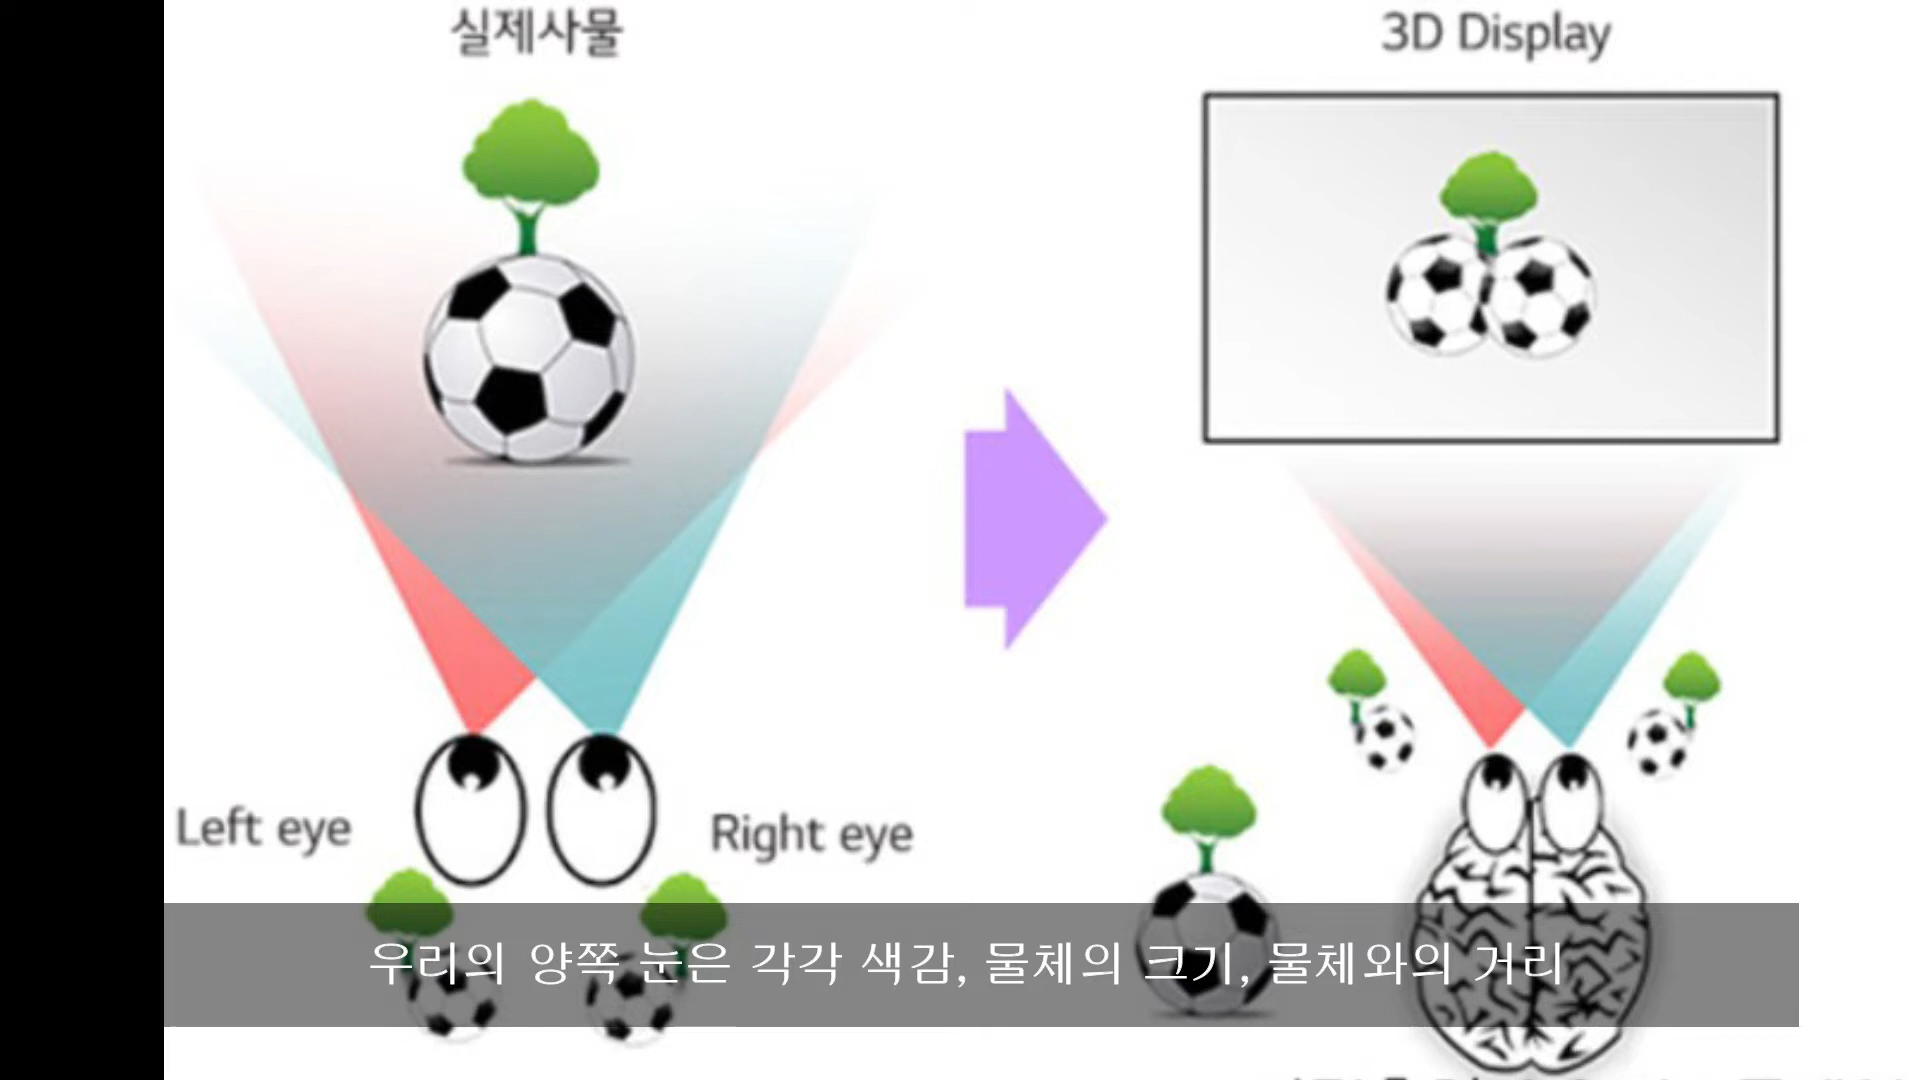 실제사물
3D Display
Left eye
Right eye
우리의 양쪽 눈은 각각 색감, 물체의 크기, 물체와의 거리